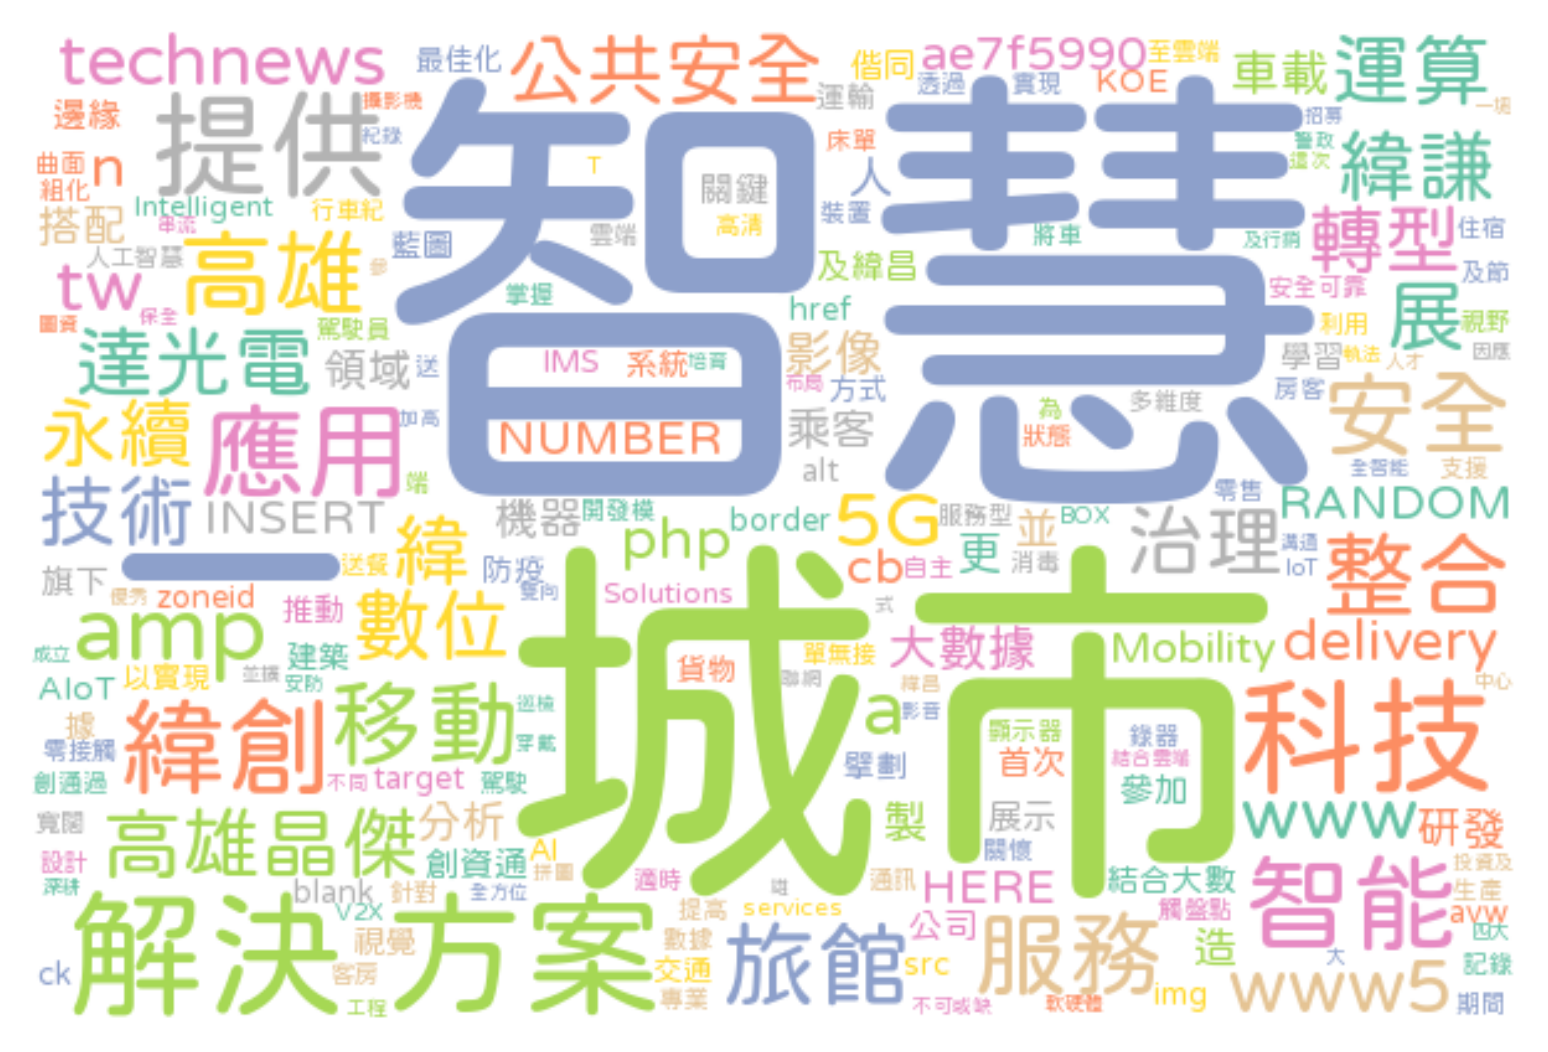 technews
最佳化
公共安全
偕同
ae7f5990
至雲端
車載
運算
邊緣
提供
攝影機
紀錄
運輸
透過
實現
KOE
招募
一塊
智慧
曲面
n
組化
床單
人
警政
這次
緯謙
T
關鍵
高清
裝置
Intelligent
串流
行車紀
搭配
人工智慧
高雄
藍圖
參
雲端
將車
及行銷
轉型
住宿
tw
保全
圖資
掌握
及緯昌
href
安全可靠
及節
展
利用
視野
達光電
駕駛員
領域
送
IMS
系統
培育
影像
布局
方式
學習
執法
人才
因應
永續
應用
加高
NUMBER
乘客
alt
為
狀態
多維度
房客
安全
全智能
支援
技術
INSERT
端
機器
開發模
php
border
5G
服務型
並
BOX
更
消毒
零售
RANDOM
治理
溝通
IoT
整合
一
旗下
送餐
緯
防疫
雙向
cb
自主
優秀
zoneid
推動
Solutions
式
城市
amp
數位
成立
建築
安防
貨物
單無接
聯網
大數據
Mobility
delivery
AIoT
以實現
並擴
緯昌
中心
據
零接觸
緯創
移動
巡檢
穿戴
a
影音
顯示器
錄器
結合雲端
科技
創通過
不同
target
駕駛
擘劃
首次
參加
寬闊
高雄晶傑
分析
製
展示
關懷
www
研發
設計
深耕
創資通
AI
拼圖
blank
針對
全方位
適時
雄
通訊
HERE
結合大數
智能
投資及
生產
解決方案
V2X
視覺
客房
工程
提高
services
數據
交通
專業
旅館
公司
src
服務
觸盤點
造
avw
四大
大
記錄
ck
不可或缺
軟硬體
img
www5
期間